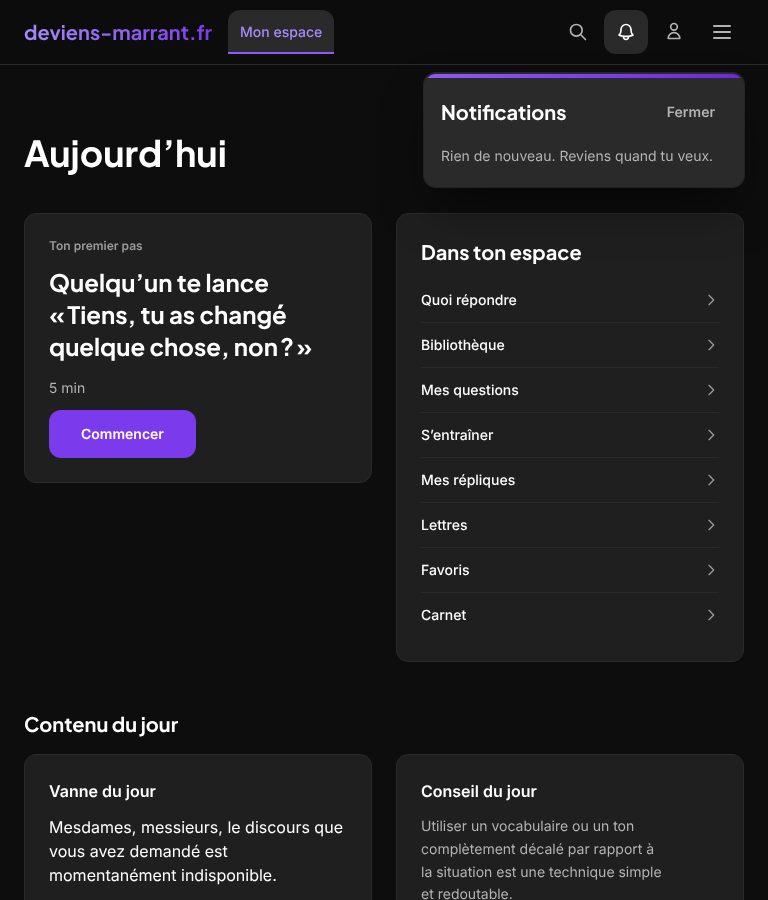 deviens-marrant.fr
Mon espace
Notifications
Fermer
Rien de nouveau. Reviens quand tu veux.
Aujourd’hui
Ton premier pas
Quelqu’un te lance
« Tiens, tu as changé
quelque chose, non ? »
5 min
Commencer
Dans ton espace
Quoi répondre
Bibliothèque
Mes questions
S’entraîner
Mes répliques
Lettres
Favoris
Carnet
Contenu du jour
Vanne du jour
Mesdames, messieurs, le discours que
vous avez demandé est
momentanément indisponible.
Conseil du jour
Utiliser un vocabulaire ou un ton
complètement décalé par rapport à
la situation est une technique simple
et redoutable.